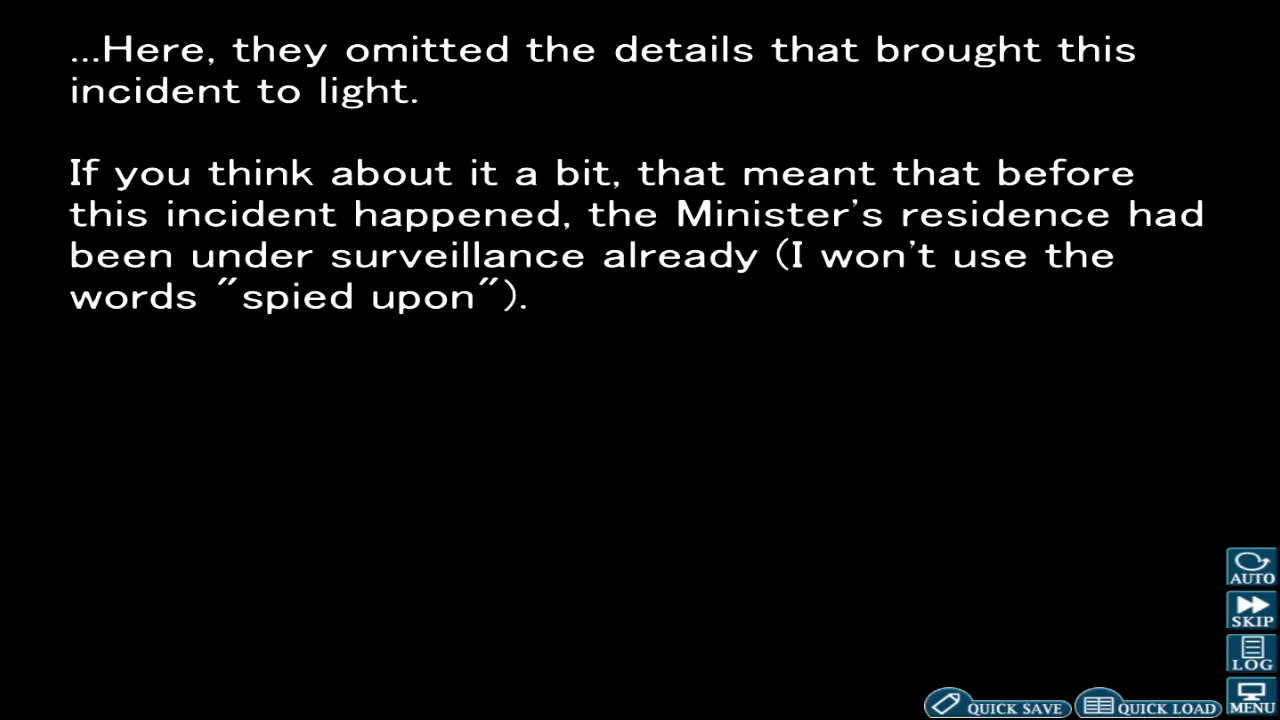 ...Here, they omitted the details that brought this
incident to light.
If you think about it a bit, that meant that before
this incident happened, the Minister's residence had
been under surveillance already (I won't use the
words "spied upon").
AUTO
SKIP
LOG
MENU
QUICK SAVE
QUICK LOAD